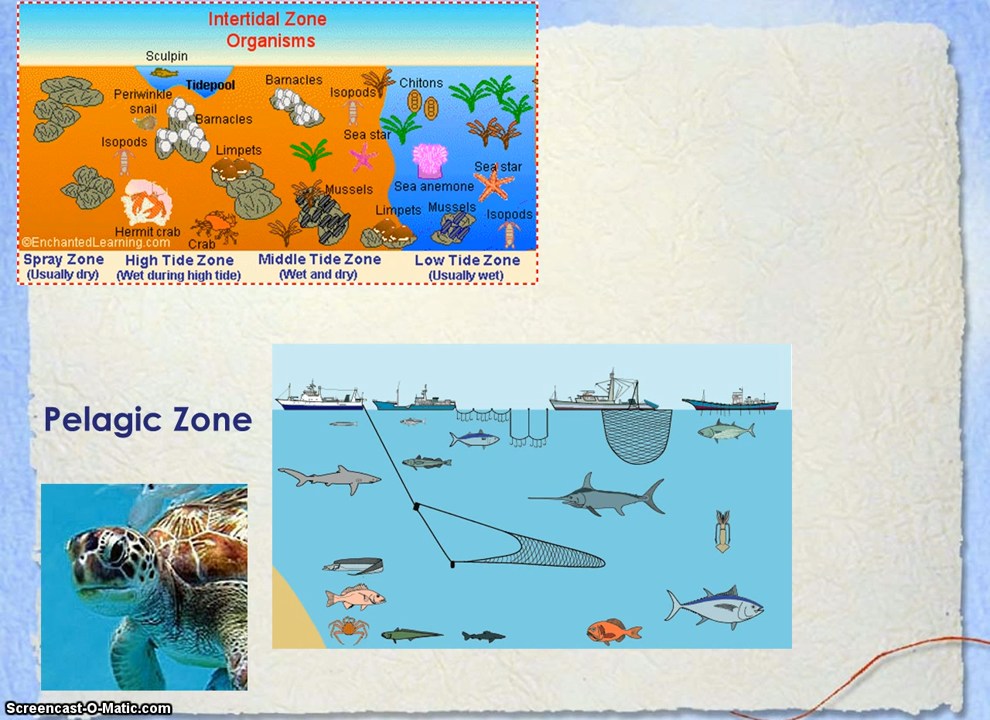 Intertidal Zone
Organisms
Sculpin
Tidepool
Barnacles
Isopods
Chitons
Periwinkle
snail
Barnacles
Sea star
Isopods
Limpets
Sea star
Mussels
Sea anemone
Limpets
Mussels
Isopods
Hermit crab
Crab
©EnchantedLearning.com
Spray Zone
(Usually dry)
High Tide Zone
(Wet during high tide)
Middle Tide Zone
(Wet and dry)
Low Tide Zone
(Usually wet)
Pelagic Zone
Screencast-O-Matic.com